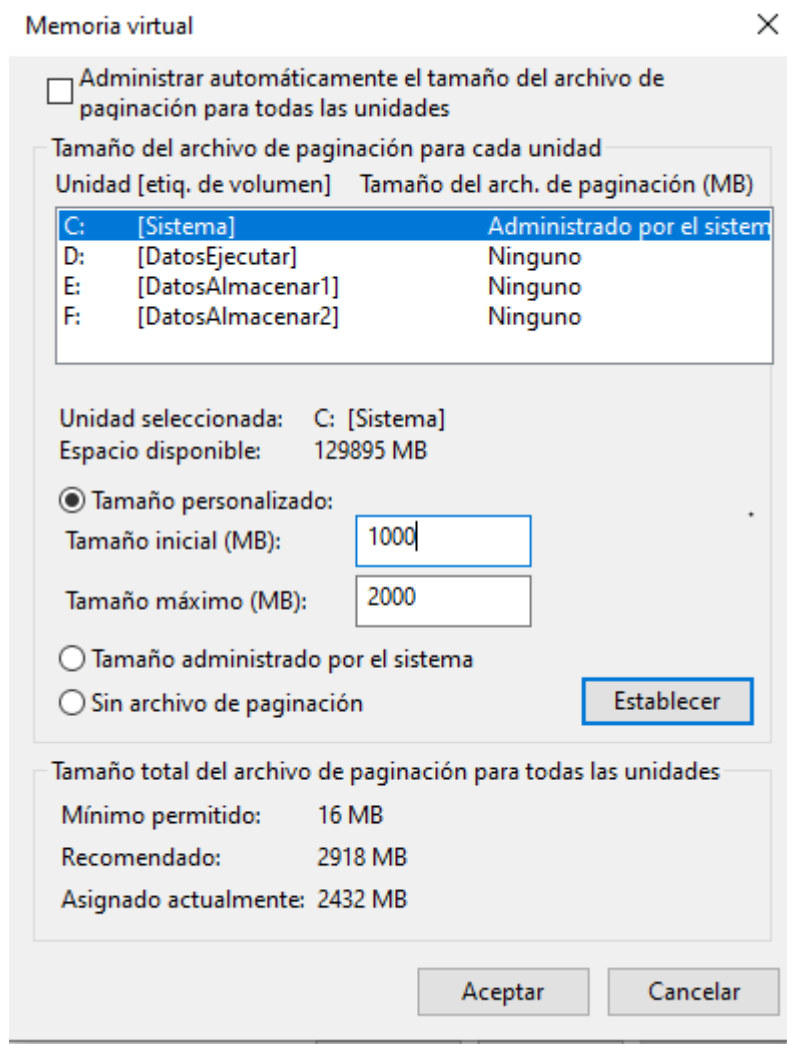 Memoria virtual
Administrar automáticamente el tamaño del archivo de
paginación para todas las unidades
Tamaño del archivo de paginación para cada unidad
Unidad [etiq. de volumen] Tamaño del arch. de paginación (MB)
C: [Sistema] Administrado por el sistem
D: [DatosEjecutar] Ninguno
E: [DatosAlmacenar1] Ninguno
F: [DatosAlmacenar2] Ninguno
Unidad seleccionada: C: [Sistema]
Espacio disponible: 129895 MB
Tamaño personalizado:
Tamaño inicial (MB): 1000
Tamaño máximo (MB): 2000
Tamaño administrado por el sistema
Sin archivo de paginación Establecer
Tamaño total del archivo de paginación para todas las unidades
Mínimo permitido: 16 MB
Recomendado: 2918 MB
Asignado actualmente: 2432 MB
Aceptar Cancelar